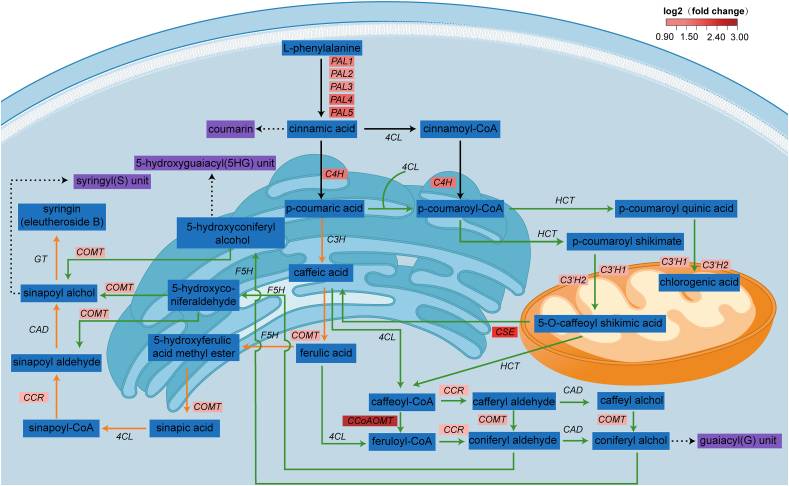 log2（fold change）
0.90 1.50 2.40 3.00
L-phenylalanine
PAL1
PAL2
PAL3
PAL4
PAL5
coumarin
cinnamic acid
4CL
cinnamoyl-CoA
5-hydroxyguaiacyl(5HG) unit
syringyl(S) unit
C4H
4CL
C4H
p-coumaric acid
p-coumaroyl-CoA
HCT
p-coumaroyl quinic acid
syringin
(eleutheroside B)
5-hydroxyconiferyl
alcohol
C3H
HCT
p-coumaroyl shikimate
COMT
GT
F5H
caffeic acid
C3'H1
C3'H2
C3'H2
C3'H1
chlorogenic acid
sinapoyl alchol
COMT
5-hydroxyco-
niferaldehyde
F5H
5-O-caffeoyl shikimic acid
CSE
CAD
COMT
F5H
COMT
4CL
HCT
5-hydroxyferulic
acid methyl ester
ferulic acid
sinapoyl aldehyde
CCR
COMT
caffeoyl-CoA
CCR
cafferyl aldehyde
CAD
caffeyl alchol
CCoAOMT
COMT
COMT
sinapoyl-CoA
4CL
sinapic acid
4CL
feruloyl-CoA
CCR
coniferyl aldehyde
CAD
coniferyl alchol
guaiacyl(G) unit